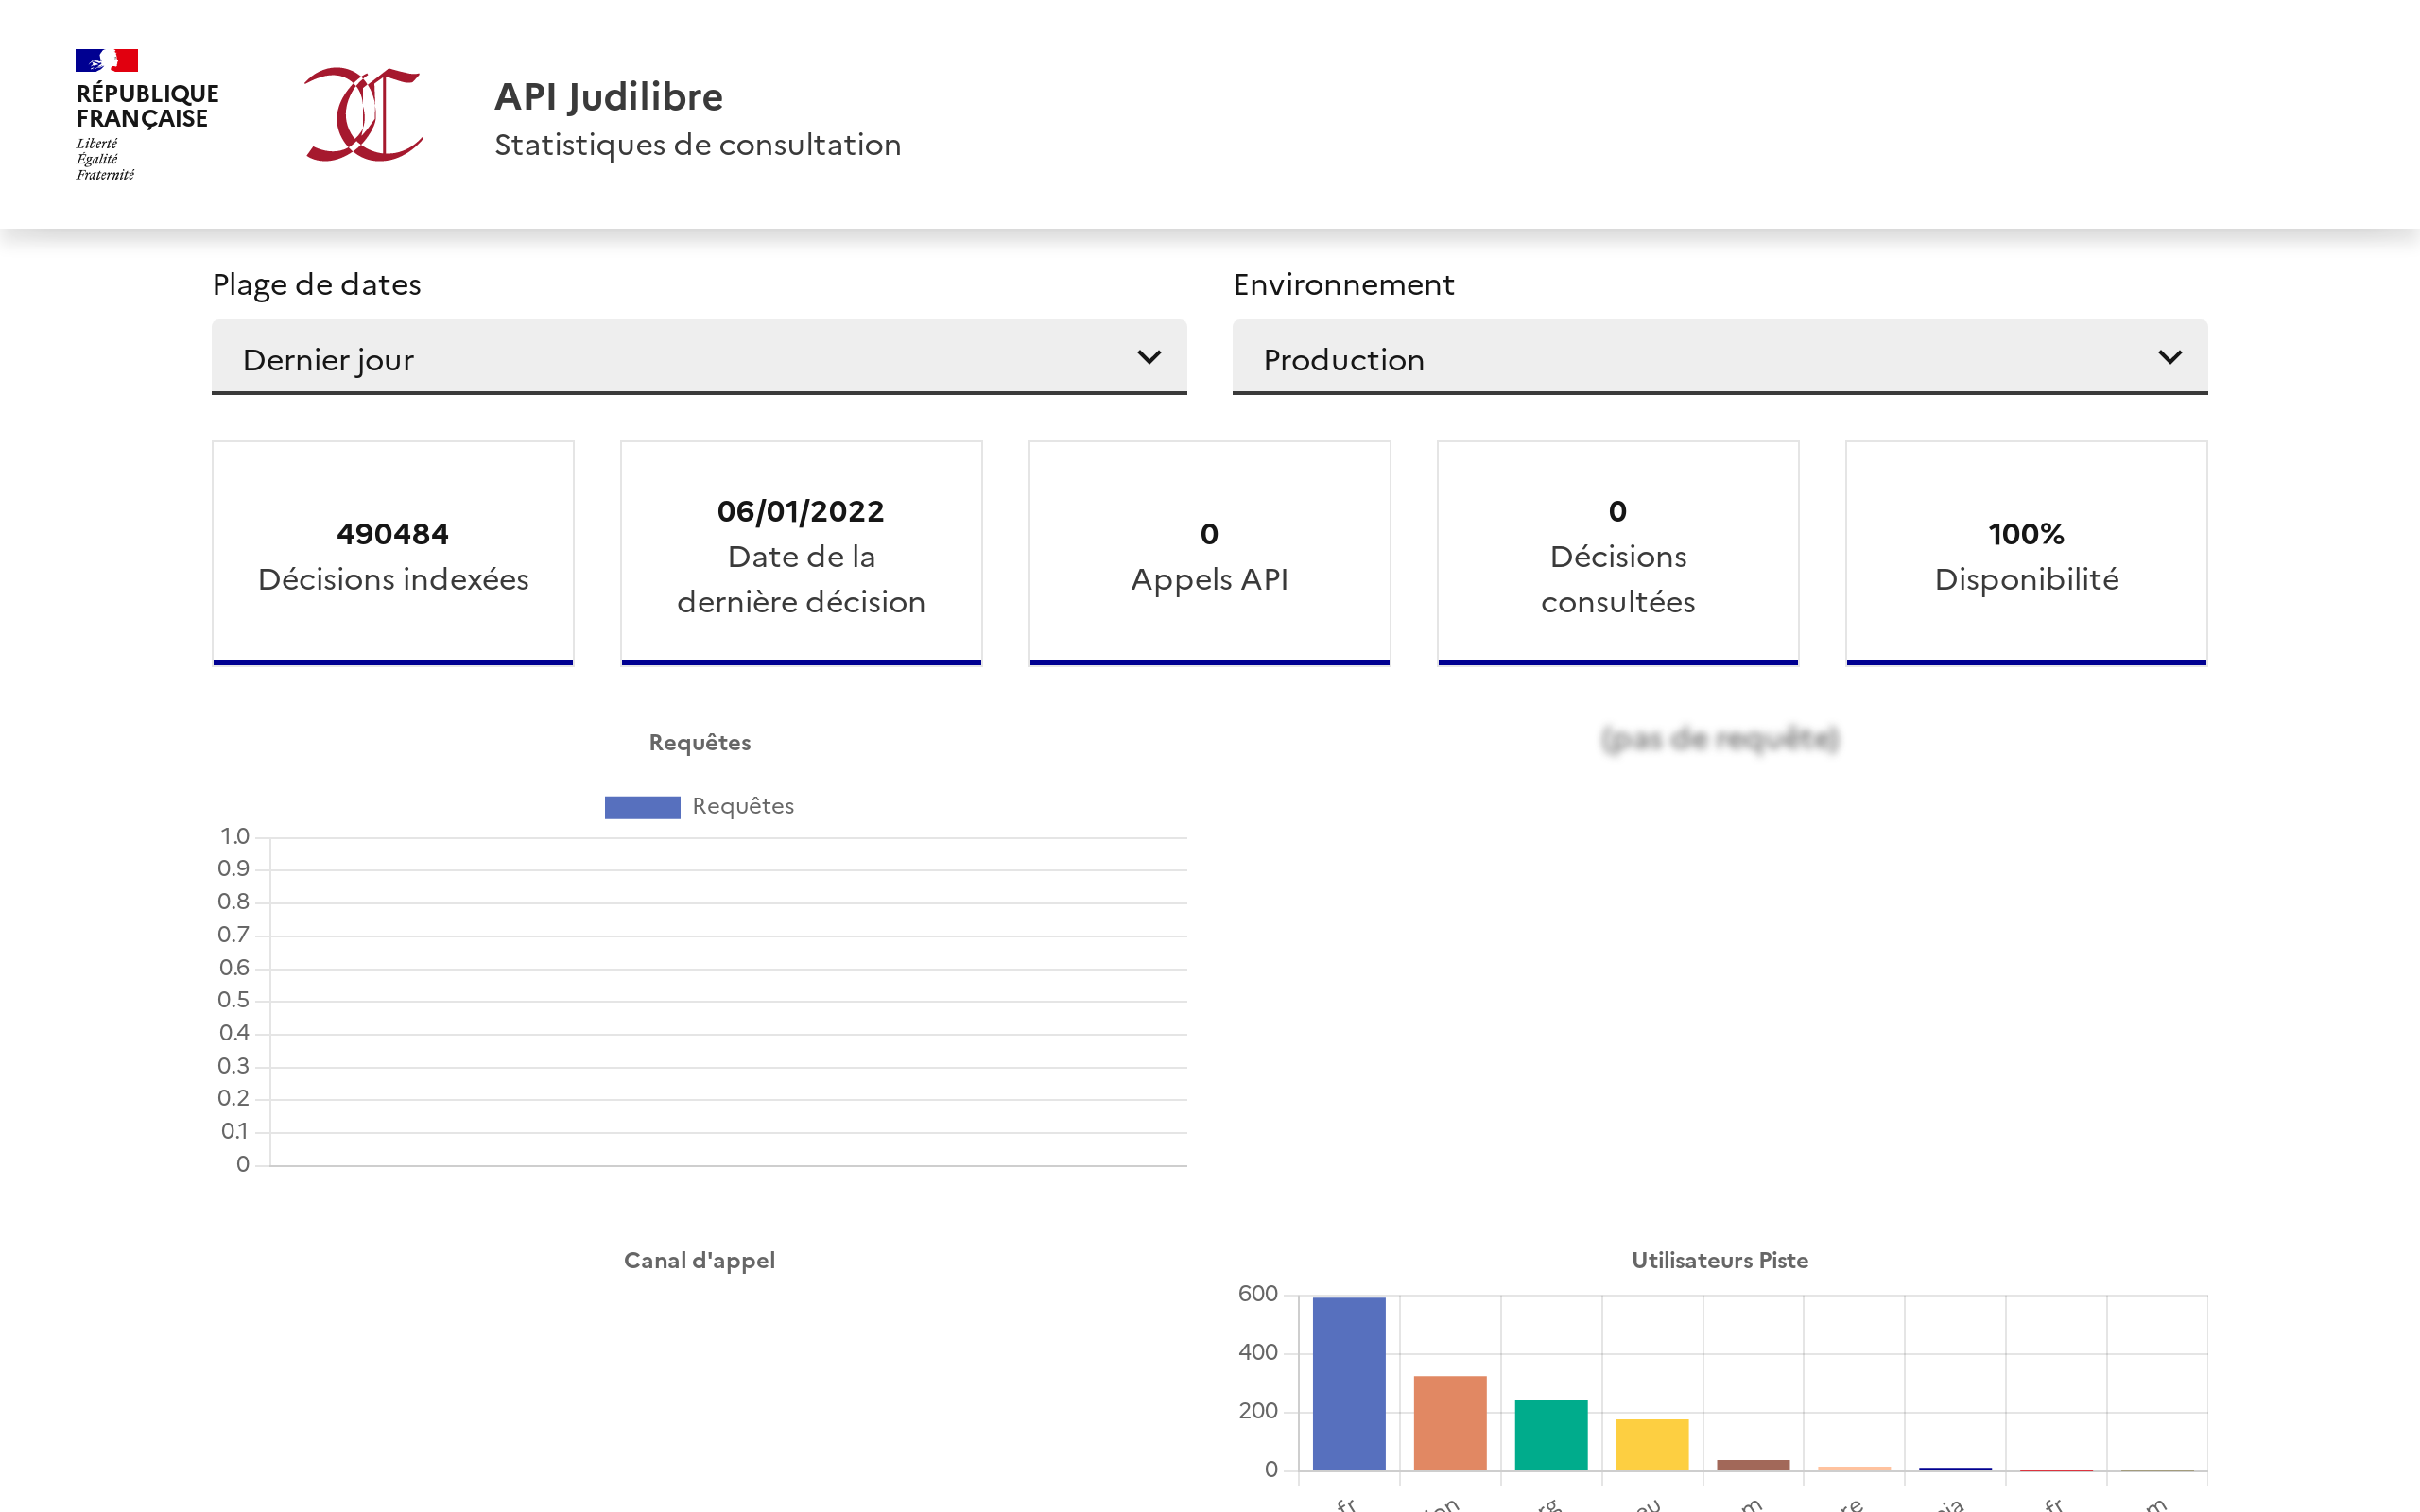 RÉPUBLIQUE
FRANÇAISE
Liberté
Égalité
Fraternité
API Judilibre
Statistiques de consultation
Plage de dates
Environnement
Dernier jour
Production
490484
Décisions indexées
06/01/2022
Date de la
dernière décision
0
Appels API
0
Décisions
consultées
100%
Disponibilité
Requêtes
(pas de requête)
Requêtes
1.0
0.9
0.8
0.7
0.6
0.5
0.4
0.3
0.2
0.1
0
Canal d'appel
Utilisateurs Piste
600
400
200
0